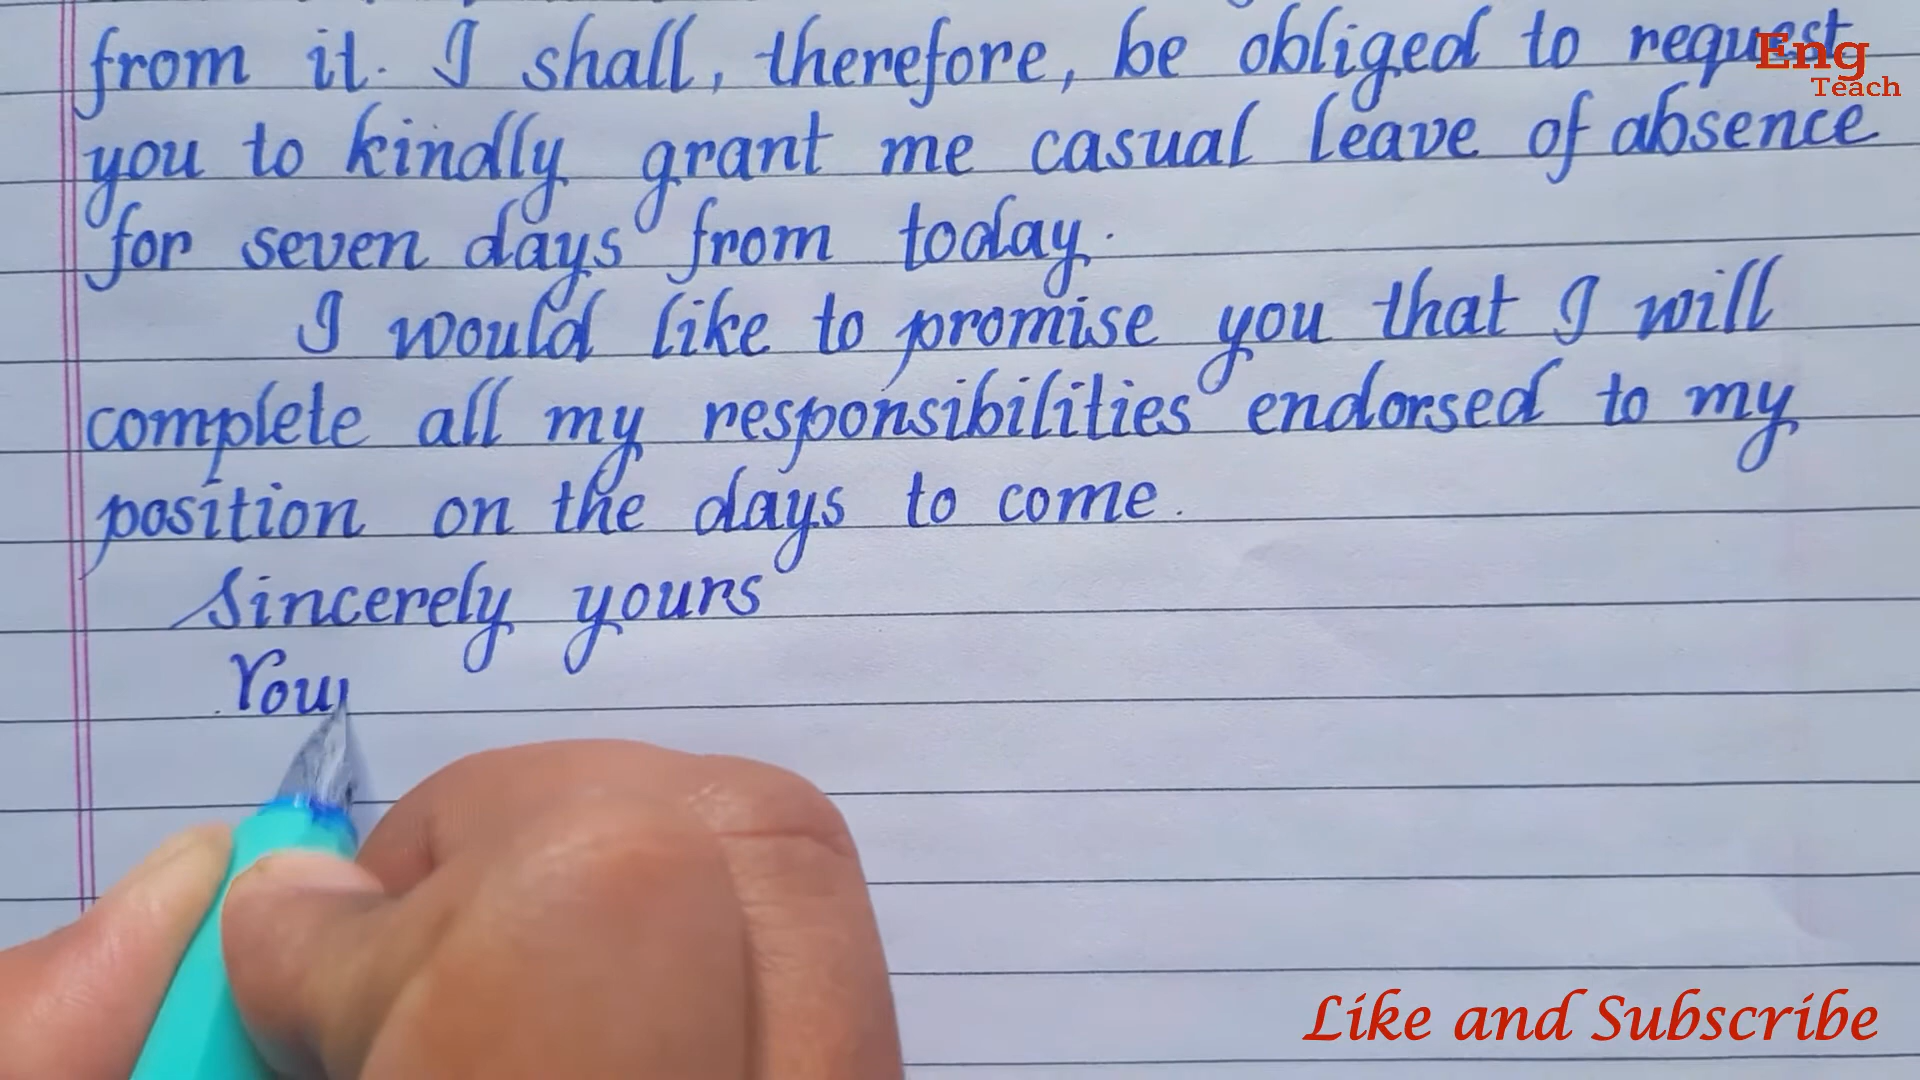 from it. I shall, therefore, be obliged to request
you to kindly grant me casual leave of absence
for seven days from today.
I would like to promise you that I will
complete all my responsibilities endorsed to my
position on the days to come.
Sincerely yours
You
Eng
Teach
Like and Subscribe